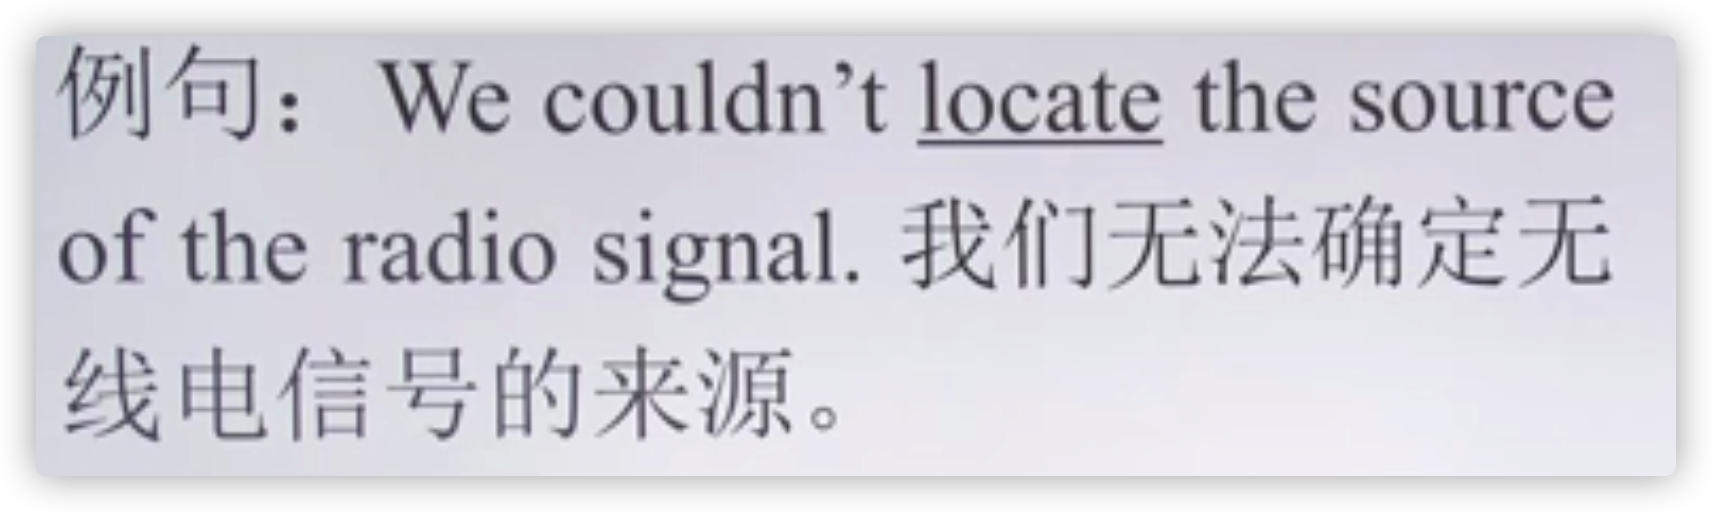 例句： We couldn’t locate the source
of the radio signal. 我们无法确定无
线电信号的来源。